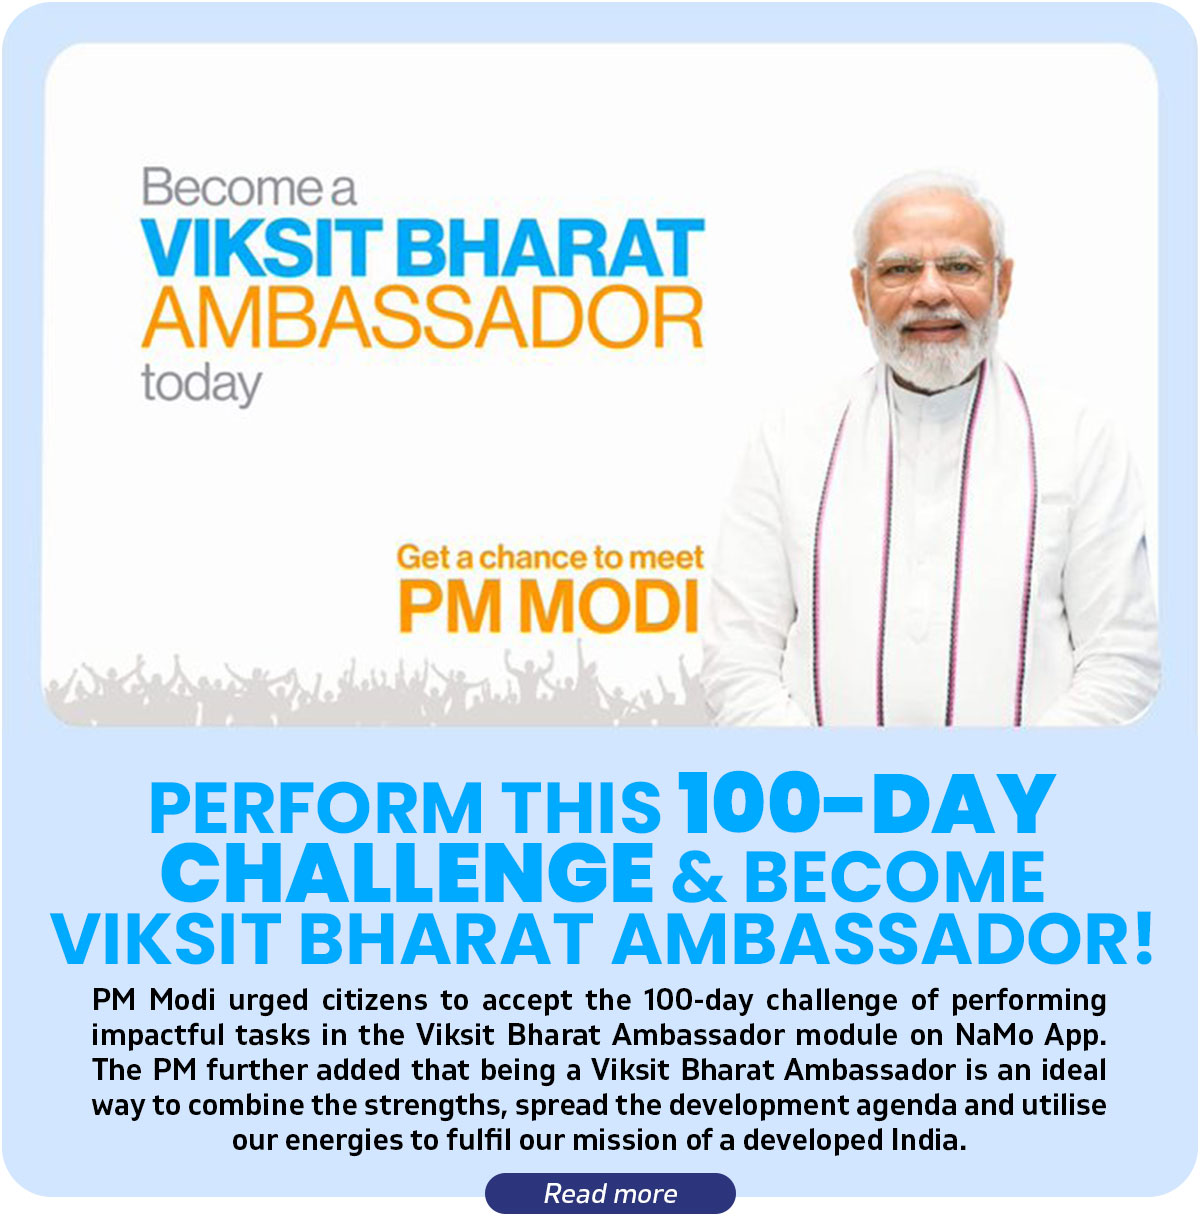 Become a
VIKSIT BHARAT
AMBASSADOR
today
Get a chance to meet
PM MODI
PERFORM THIS 100-DAY
CHALLENGE & BECOME
VIKSIT BHARAT AMBASSADOR!
PM Modi urged citizens to accept the 100-day challenge of performing
impactful tasks in the Viksit Bharat Ambassador module on NaMo App.
The PM further added that being a Viksit Bharat Ambassador is an ideal
way to combine the strengths, spread the development agenda and utilise
our energies to fulfil our mission of a developed India.
Read more